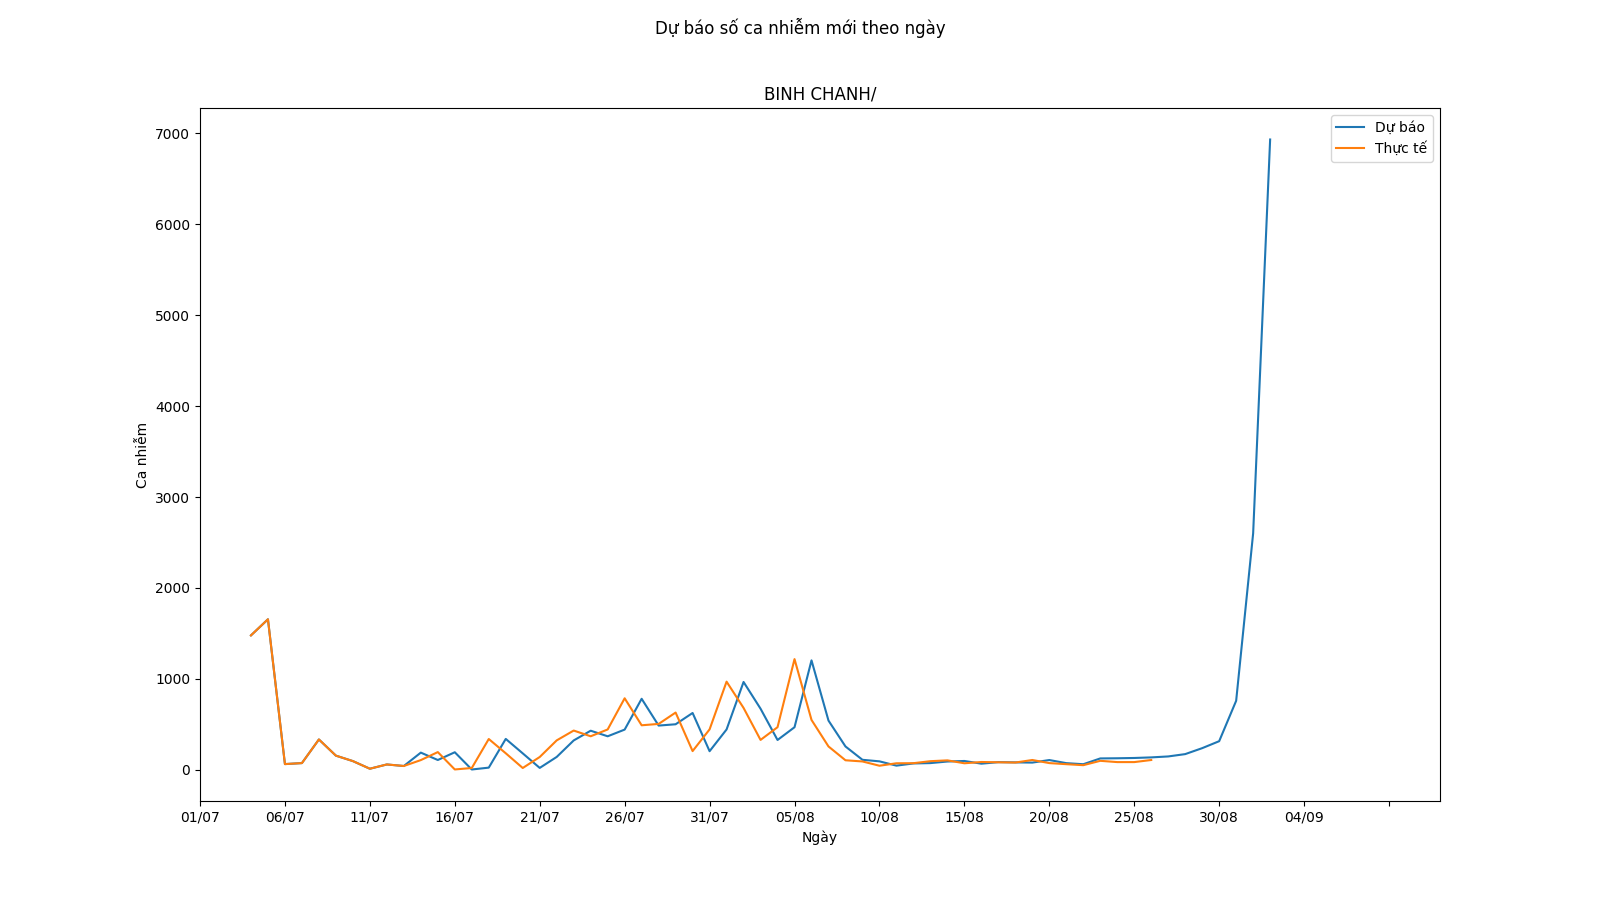 Dự báo số ca nhiễm mới theo ngày
BINH CHANH/
Dự báo
Thực tế
7000
6000
5000
4000
3000
2000
1000
0
Ca nhiễm
01/07 06/07 11/07 16/07 21/07 26/07 31/07 05/08 10/08 15/08 20/08 25/08 30/08 04/09
Ngày